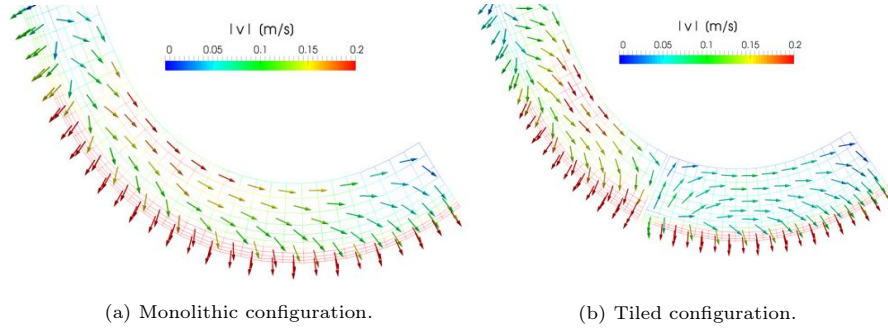 |v| (m/s)
0 0.05 0.1 0.15 0.2
|v| (m/s)
0 0.05 0.1 0.15 0.2
(a) Monolithic configuration.
(b) Tiled configuration.